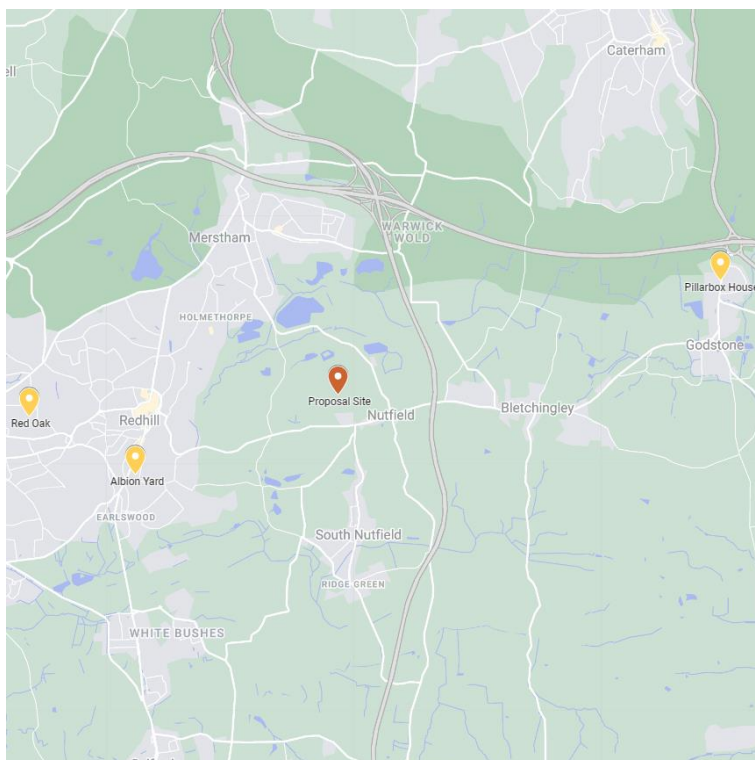 Caterham
ell
WARWICK
WOLD
Merstham
Pillarbox House
HOLMETHORPE
Godstone
Proposal Site
Red Oak
Redhill
Nutfield
Bletchingley
Albion Yard
EARLSWOOD
South Nutfield
RIDGE GREEN
WHITE BUSHES